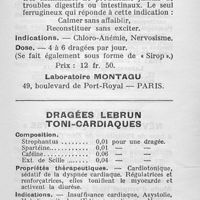 troubles digestifs ou intestinaux. Le seul
ferrugineux qui réponde à cette indication :
Calmer sans affaiblir,
Reconstituer sans exciter.
Indications. — Chloro-Anémie, Nervosisme,
Dose. — 4 à 6 dragées par jour.
(Se fait également sous forme de « Sirop ».)
Prix : 12 fr. 50.
Laboratoire MONTAGU
49, boulevard de Port-Royal — PARIS.
DRAGÉES LEBRUN
TONI-CARDIAQUES
Composition.
Strophantus 0,01 pour une dragée.
Spartéine 0,01 — —
Caféine 0,06 — —
Ext. de Scille 0,04 — —
Propriétés thérapeutiques. — Cardiotonique,
sédatif de la dyspnée cardiaque. Régulatrices et
renforçatrices, elles tonifient le myocarde et
activent la diurèse.
Indications. — Insuffisance cardiaque, Asystolie,